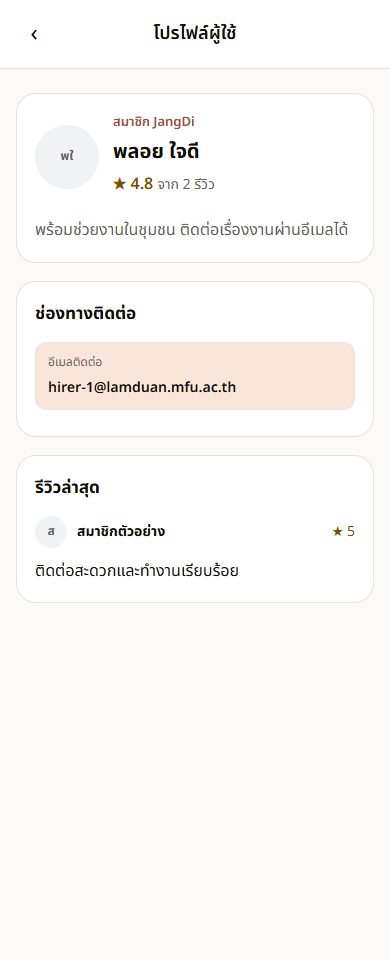 ‹
โปรไฟล์ผู้ใช้
สมาชิก JangDi
พใ
พลอย ใจดี
★ 4.8 จาก 2 รีวิว
พร้อมช่วยงานในชุมชน ติดต่อเรื่องงานผ่านอีเมลได้
ช่องทางติดต่อ
อีเมลติดต่อ
hirer-1@lamduan.mfu.ac.th
รีวิวล่าสุด
ส สมาชิกตัวอย่าง ★ 5
ติดต่อสะดวกและทำงานเรียบร้อย